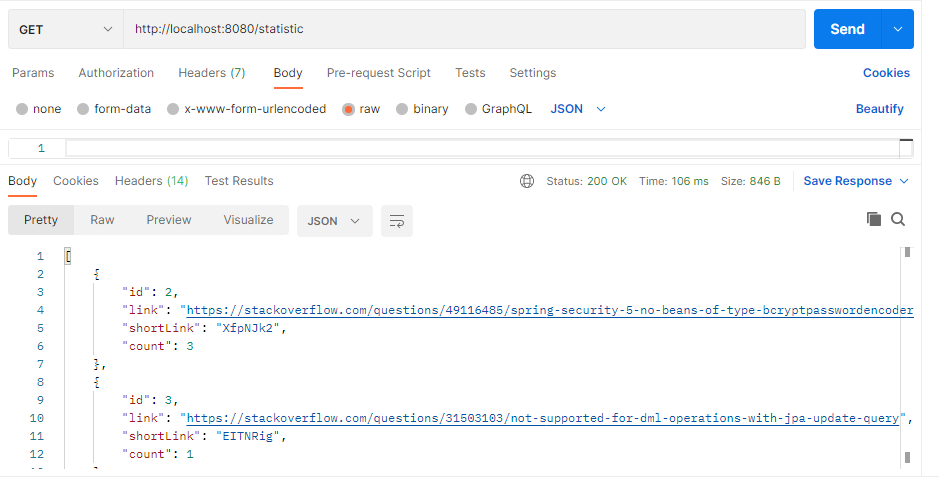 GET http://localhost:8080/statistic Send
Params Authorization Headers (7) Body Pre-request Script Tests Settings Cookies
none form-data x-www-form-urlencoded raw binary GraphQL JSON Beautify
1
Body Cookies Headers (14) Test Results Status: 200 OK Time: 106 ms Size: 846 B Save Response
Pretty Raw Preview Visualize JSON
1 [
2 {
3 "id": 2,
4 "link": "https://stackoverflow.com/questions/49116485/spring-security-5-no-beans-of-type-bcryptpasswordencoder
5 "shortLink": "XfpNJk2",
6 "count": 3
7 },
8 {
9 "id": 3,
10 "link": "https://stackoverflow.com/questions/31503103/not-supported-for-dml-operations-with-jpa-update-query",
11 "shortLink": "EITNRig",
12 "count": 1